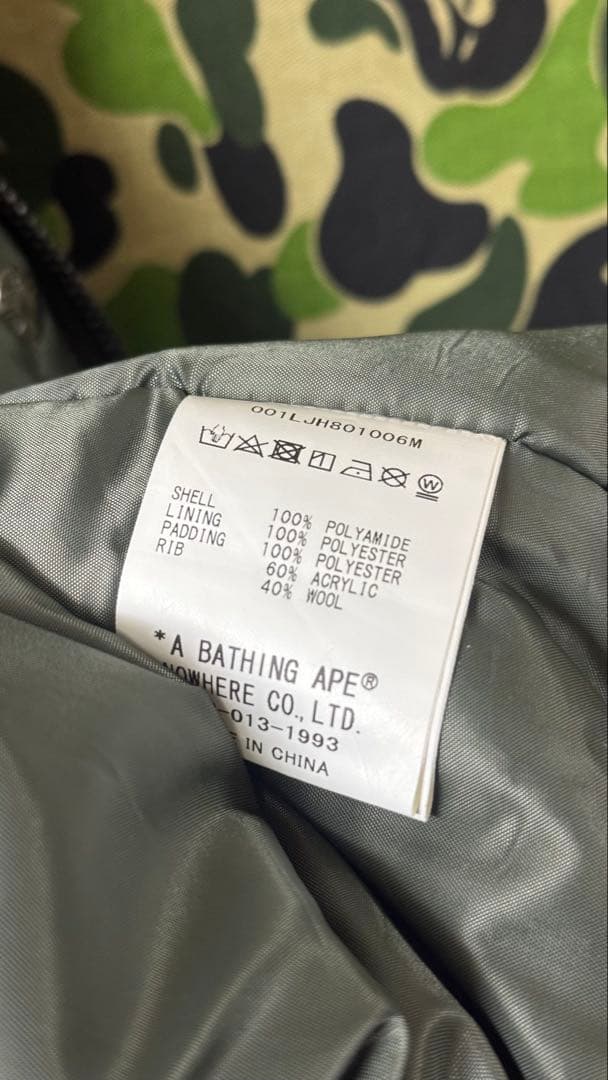 001LJH801006M
W
SHELL 100% POLYAMIDE
LINING 100% POLYESTER
PADDING 100% POLYESTER
RIB 60% ACRYLIC
40% WOOL
*A BATHING APE®
NOWHERE CO.,LTD.
-013-1993
IN CHINA